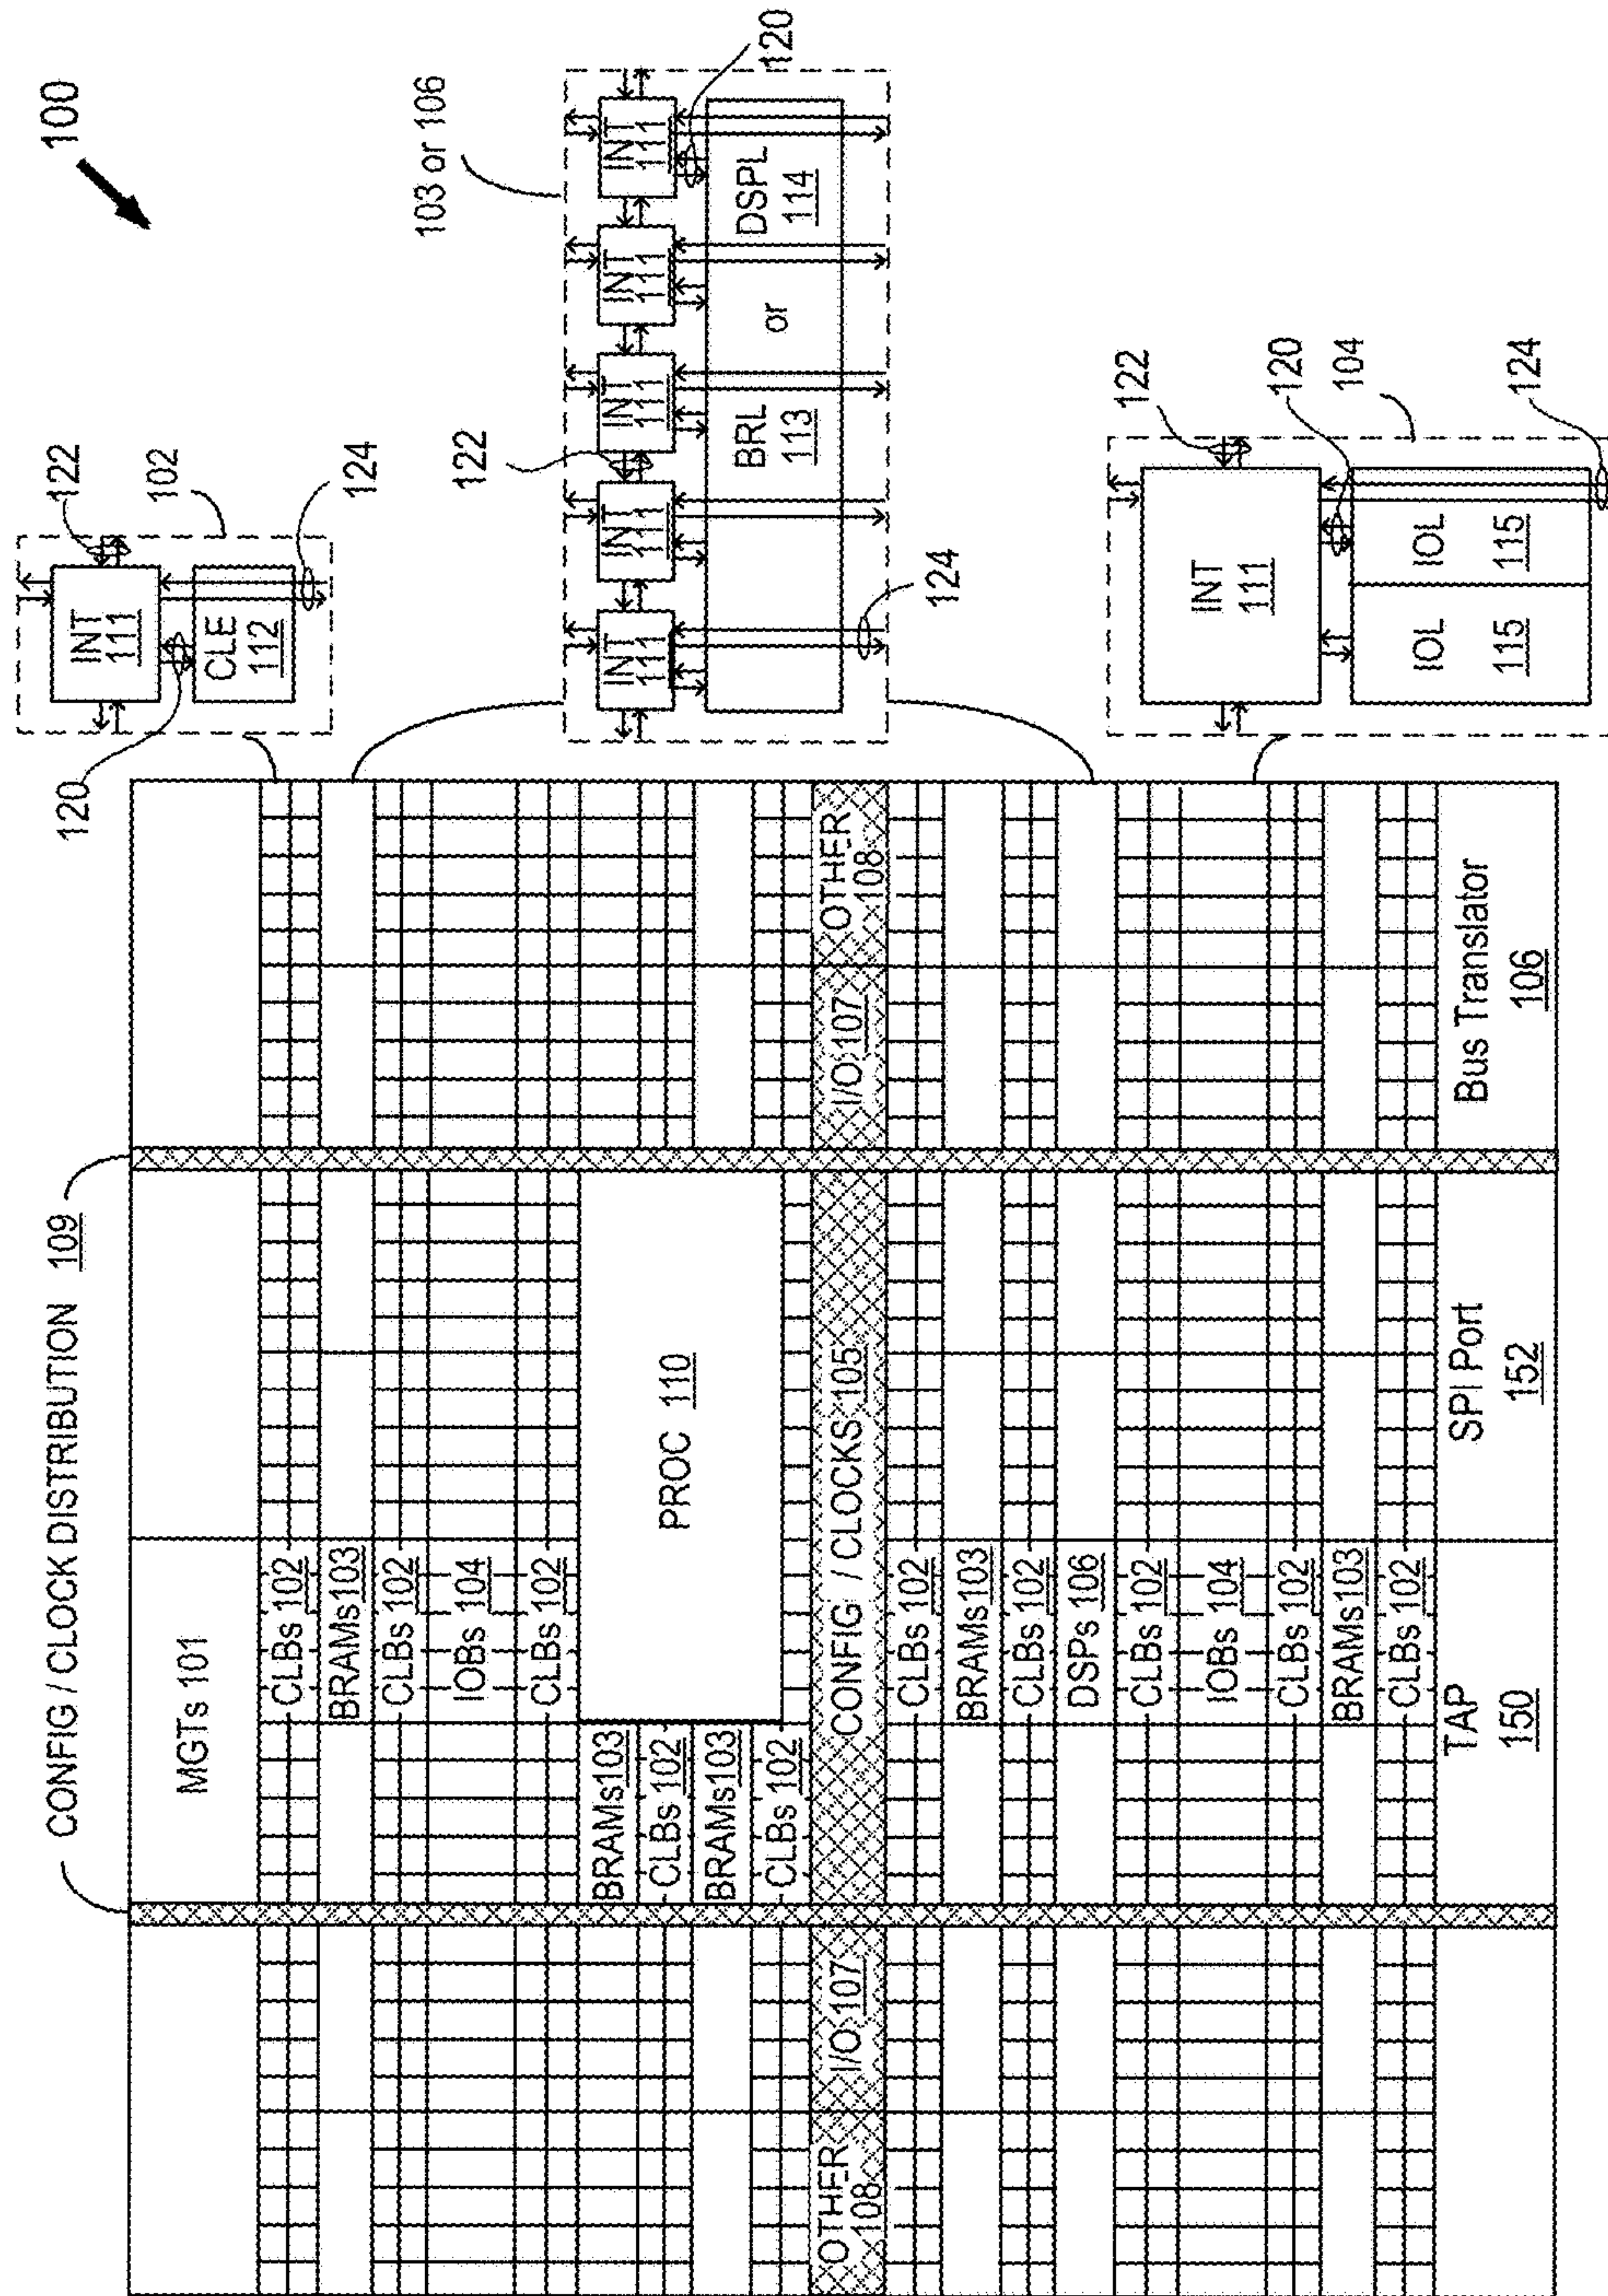 100
CONFIG / CLOCK DISTRIBUTION 109
MGTs 101
CLBs 102
BRAMs 103
CLBs 102
IOBs 104
CLBs 102
BRAMs 103
CLBs 102
BRAMs 103
CLBs 102
PROC 110
OTHER
108
I/O 107
CONFIG / CLOCKS 105
I/O 107
OTHER
108
CLBs 102
BRAMs 103
CLBs 102
DSPs 106
CLBs 102
IOBs 104
CLBs 102
BRAMs 103
CLBs 102
TAP
150
SPI Port
152
Bus Translator
106
120
INT
111
CLE
112
122
102
124
103 or 106
INT
111
INT
111
INT
111
INT
111
INT
111
122
120
BRL
113
or
DSPL
114
124
INT
111
IOL
115
IOL
115
122
120
104
124